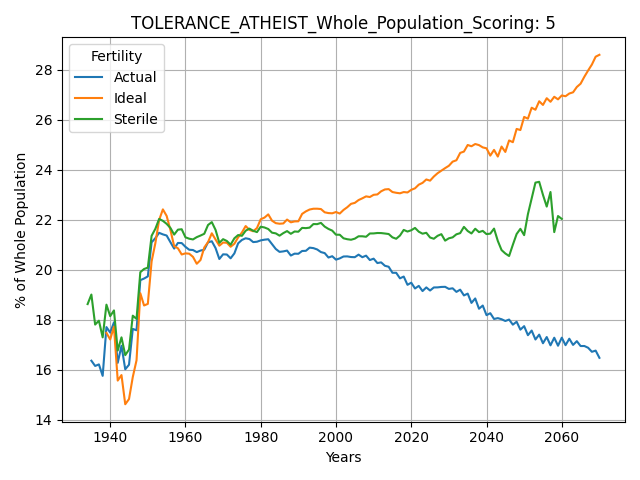 TOLERANCE_ATHEIST_Whole_Population_Scoring: 5
Fertility
Actual
Ideal
Sterile
% of Whole Population
28
26
24
22
20
18
16
14
1940 1960 1980 2000 2020 2040 2060
Years